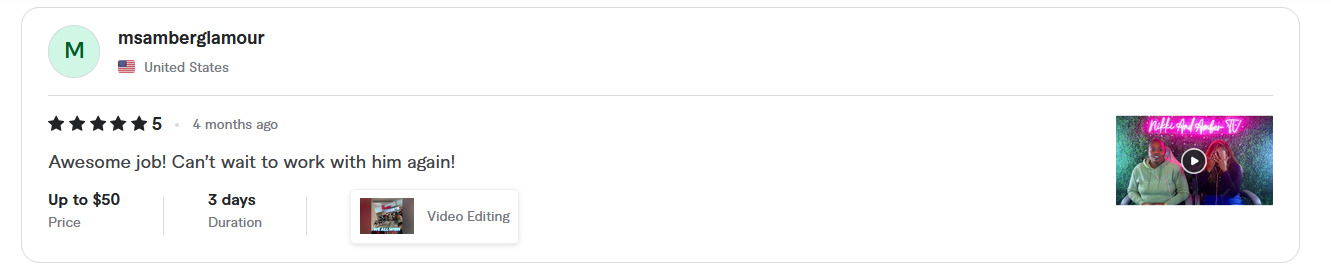 M
msamberglamour
United States
5 • 4 months ago
Awesome job! Can't wait to work with him again!
Nikki And Amber TV
Up to $50
Price
3 days
Duration
Video Editing